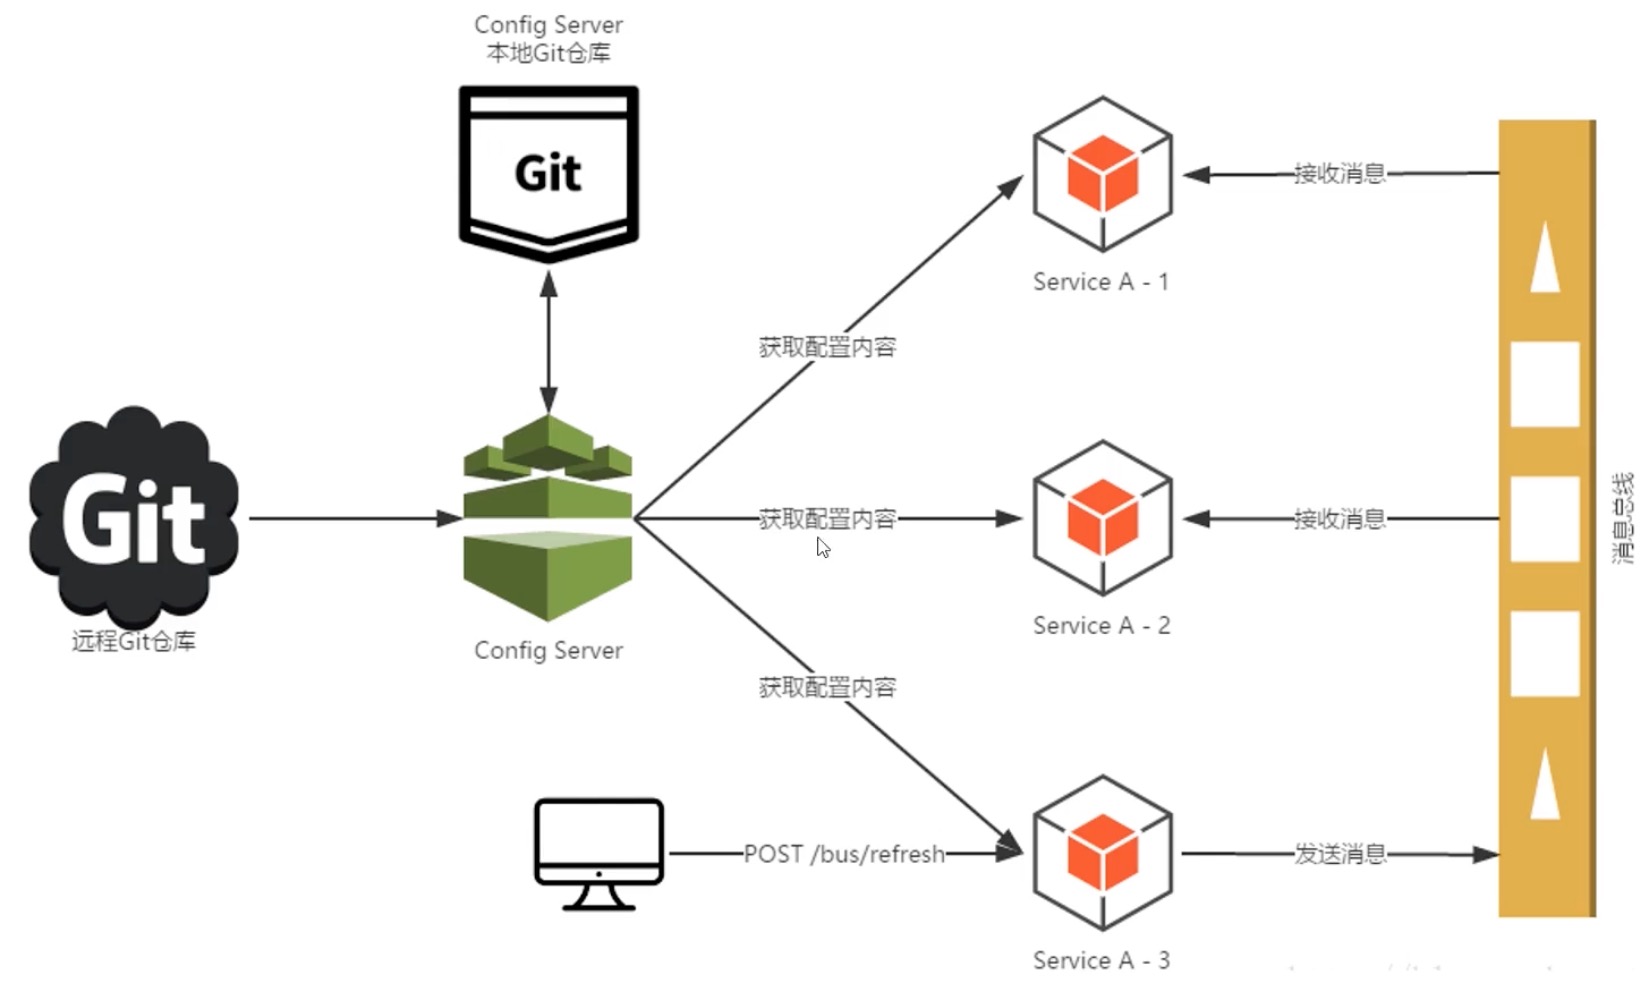 Config Server
本地Git仓库
Git
获取配置内容
Service A - 1
接收消息
Git
远程Git仓库
Config Server
获取配置内容
Service A - 2
接收消息
消息总线
获取配置内容
POST /bus/refresh
Service A - 3
发送消息